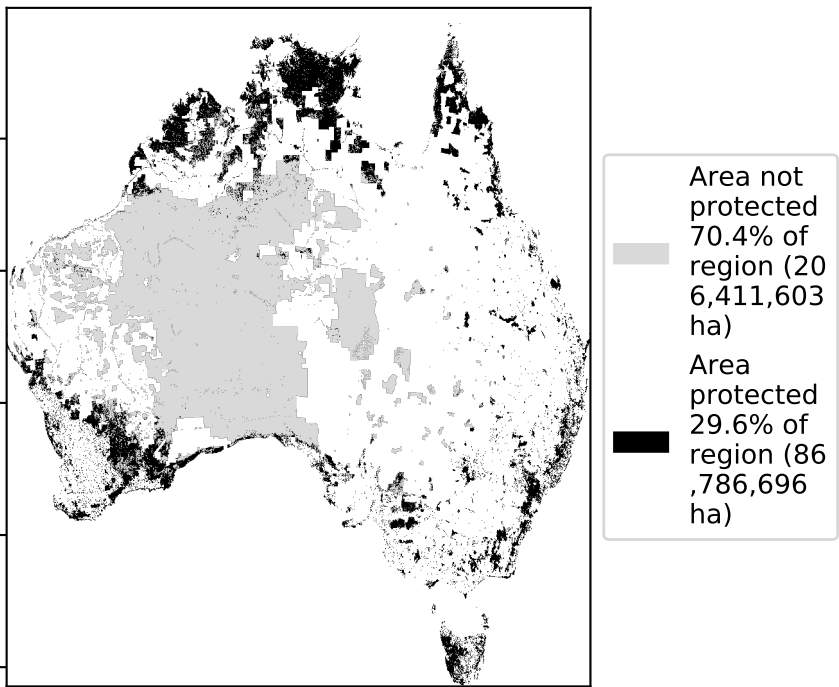 Area not
protected
70.4% of
region (20
6,411,603
ha)
Area
protected
29.6% of
region (86
,786,696
ha)